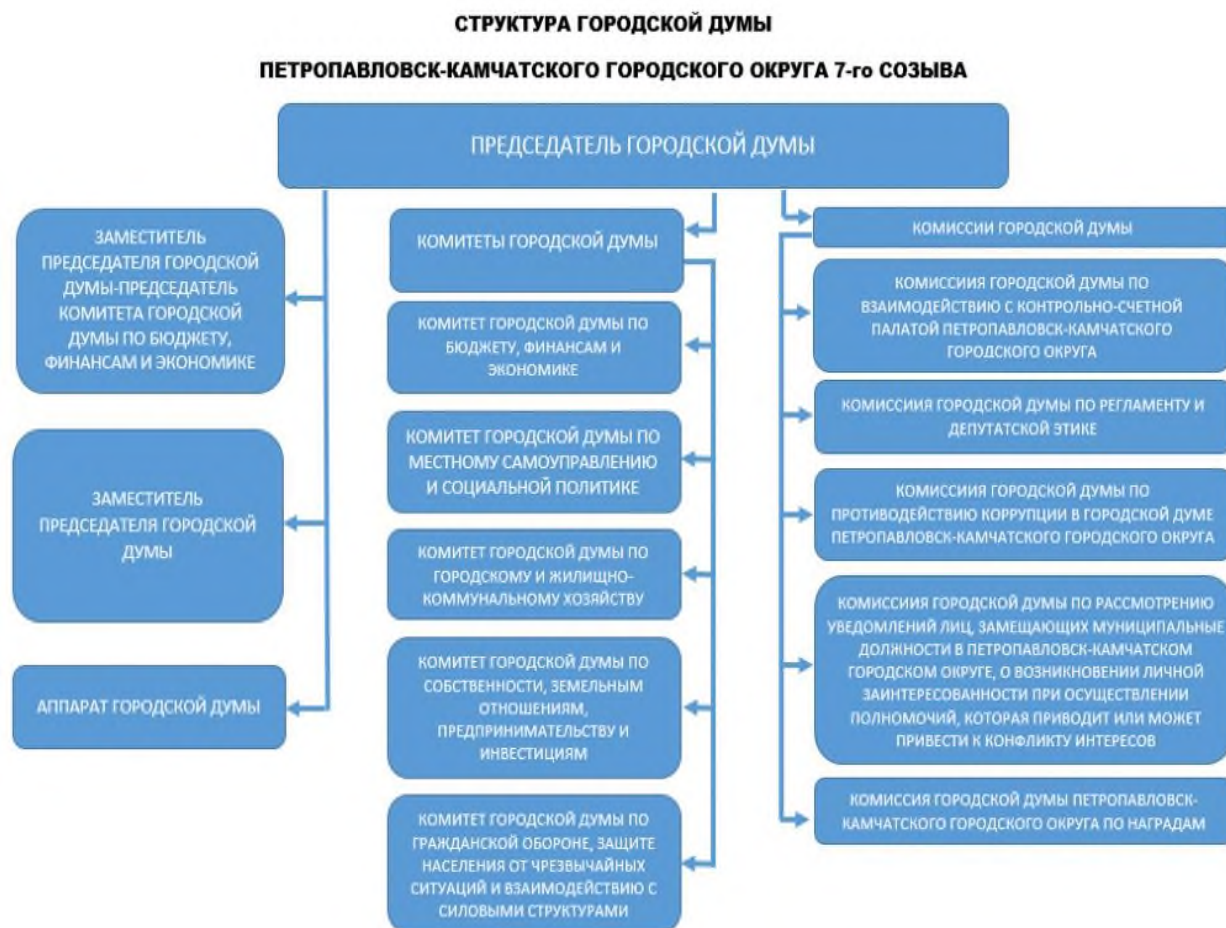 СТРУКТУРА ГОРОДСКОЙ ДУМЫ
ПЕТРОПАВЛОВСК-КАМЧАТСКОГО ГОРОДСКОГО ОКРУГА 7-го СОЗЫВА
ПРЕДСЕДАТЕЛЬ ГОРОДСКОЙ ДУМЫ
ЗАМЕСТИТЕЛЬ
ПРЕДСЕДАТЕЛЯ ГОРОДСКОЙ
ДУМЫ-ПРЕДСЕДАТЕЛЬ
КОМИТЕТА ГОРОДСКОЙ
ДУМЫ ПО БЮДЖЕТУ,
ФИНАНСАМ И ЭКОНОМИКЕ
ЗАМЕСТИТЕЛЬ
ПРЕДСЕДАТЕЛЯ ГОРОДСКОЙ
ДУМЫ
АППАРАТ ГОРОДСКОЙ ДУМЫ
КОМИТЕТЫ ГОРОДСКОЙ ДУМЫ
КОМИТЕТ ГОРОДСКОЙ ДУМЫ ПО
БЮДЖЕТУ, ФИНАНСАМ И
ЭКОНОМИКЕ
КОМИТЕТ ГОРОДСКОЙ ДУМЫ ПО
МЕСТНОМУ САМОУПРАВЛЕНИЮ
И СОЦИАЛЬНОЙ ПОЛИТИКЕ
КОМИТЕТ ГОРОДСКОЙ ДУМЫ ПО
ГОРОДСКОМУ И ЖИЛИЩНО-
КОММУНАЛЬНОМУ ХОЗЯЙСТВУ
КОМИТЕТ ГОРОДСКОЙ ДУМЫ ПО
СОБСТВЕННОСТИ, ЗЕМЕЛЬНЫМ
ОТНОШЕНИЯМ,
ПРЕДПРИНИМАТЕЛЬСТВУ И
ИНВЕСТИЦИЯМ
КОМИТЕТ ГОРОДСКОЙ ДУМЫ ПО
ГРАЖДАНСКОЙ ОБОРОНЕ, ЗАЩИТЕ
НАСЕЛЕНИЯ ОТ ЧРЕЗВЫЧАЙНЫХ
СИТУАЦИЙ И ВЗАИМОДЕЙСТВИЮ С
СИЛОВЫМИ СТРУКТУРАМИ
КОМИССИИ ГОРОДСКОЙ ДУМЫ
КОМИССИИЯ ГОРОДСКОЙ ДУМЫ ПО
ВЗАИМОДЕЙСТВИЮ С КОНТРОЛЬНО-СЧЕТНОЙ
ПАЛАТОЙ ПЕТРОПАВЛОВСК-КАМЧАТСКОГО
ГОРОДСКОГО ОКРУГА
КОМИССИИЯ ГОРОДСКОЙ ДУМЫ ПО РЕГЛАМЕНТУ И
ДЕПУТАТСКОЙ ЭТИКЕ
КОМИССИИЯ ГОРОДСКОЙ ДУМЫ ПО
ПРОТИВОДЕЙСТВИЮ КОРРУПЦИИ В ГОРОДСКОЙ ДУМЕ
ПЕТРОПАВЛОВСК-КАМЧАТСКОГО ГОРОДСКОГО ОКРУГА
КОМИССИИЯ ГОРОДСКОЙ ДУМЫ ПО РАССМОТРЕНИЮ
УВЕДОМЛЕНИЙ ЛИЦ, ЗАМЕЩАЮЩИХ МУНИЦИПАЛЬНЫЕ
ДОЛЖНОСТИ В ПЕТРОПАВЛОВСК-КАМЧАТСКОМ
ГОРОДСКОМ ОКРУГЕ, О ВОЗНИКНОВЕНИИ ЛИЧНОЙ
ЗАИНТЕРЕСОВАННОСТИ ПРИ ОСУЩЕСТВЛЕНИИ
ПОЛНОМОЧИЙ, КОТОРАЯ ПРИВОДИТ ИЛИ МОЖЕТ
ПРИВЕСТИ К КОНФЛИКТУ ИНТЕРЕСОВ
КОМИССИЯ ГОРОДСКОЙ ДУМЫ ПЕТРОПАВЛОВСК-
КАМЧАТСКОГО ГОРОДСКОГО ОКРУГА ПО НАГРАДАМ